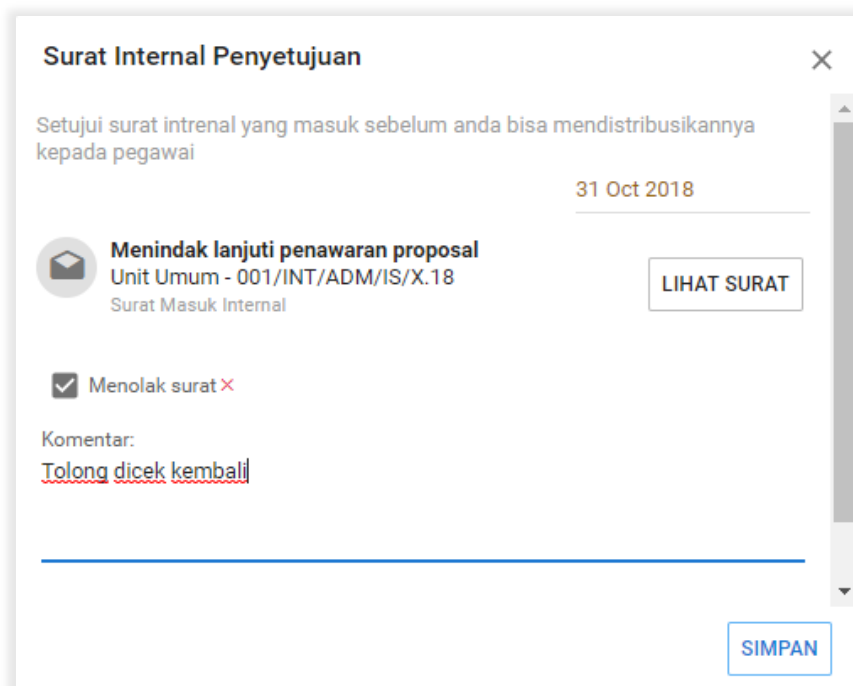 Surat Internal Penyetujuan
Setujui surat intrenal yang masuk sebelum anda bisa mendistribusikannya
kepada pegawai
31 Oct 2018
Menindak lanjuti penawaran proposal
Unit Umum - 001/INT/ADM/IS/X.18
Surat Masuk Internal
LIHAT SURAT
Menolak surat
Komentar:
Tolong dicek kembali
SIMPAN